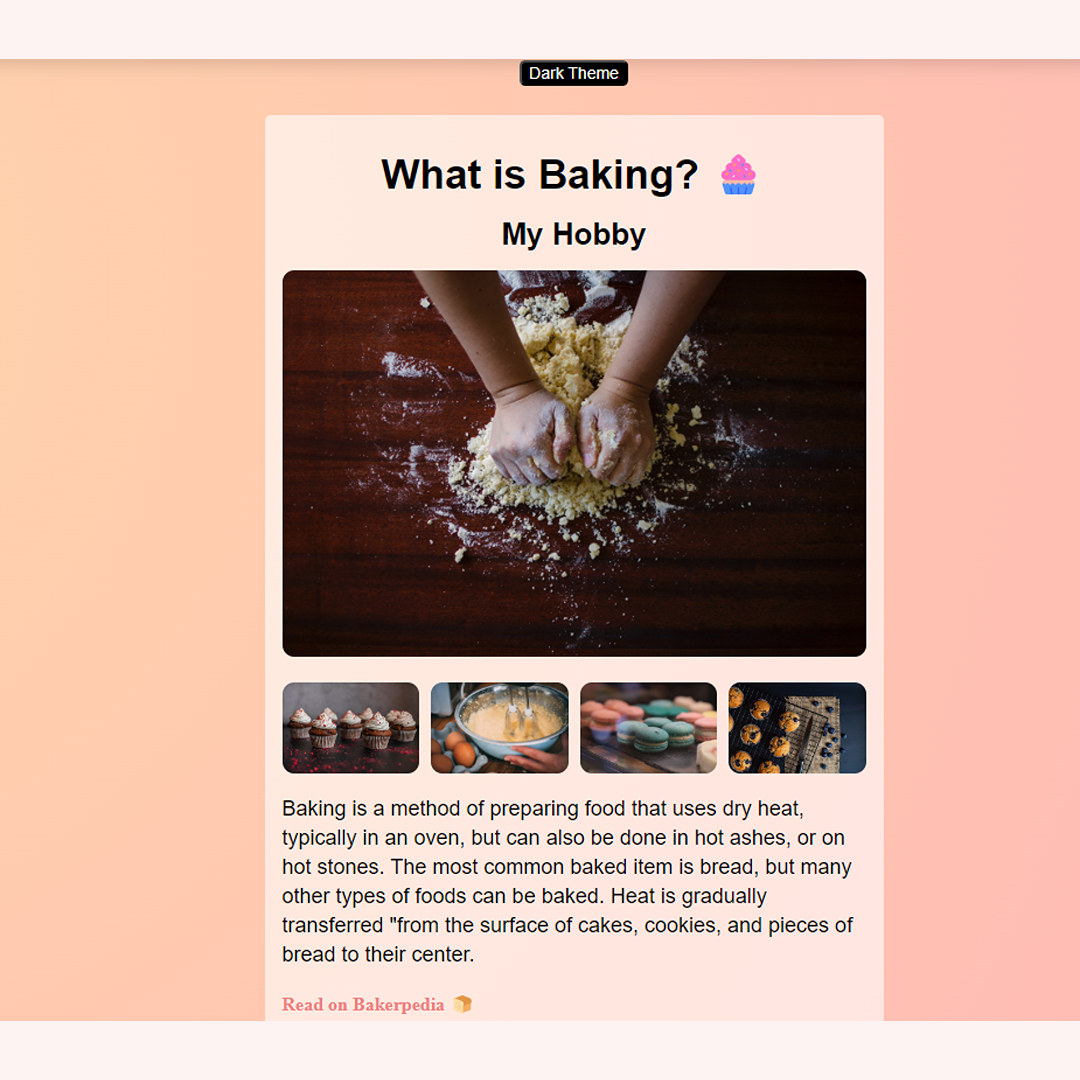 Dark Theme
What is Baking? 🧁
My Hobby
Baking is a method of preparing food that uses dry heat,
typically in an oven, but can also be done in hot ashes, or on
hot stones. The most common baked item is bread, but many
other types of foods can be baked. Heat is gradually
transferred "from the surface of cakes, cookies, and pieces of
bread to their center.
Read on Bakerpedia 🍞